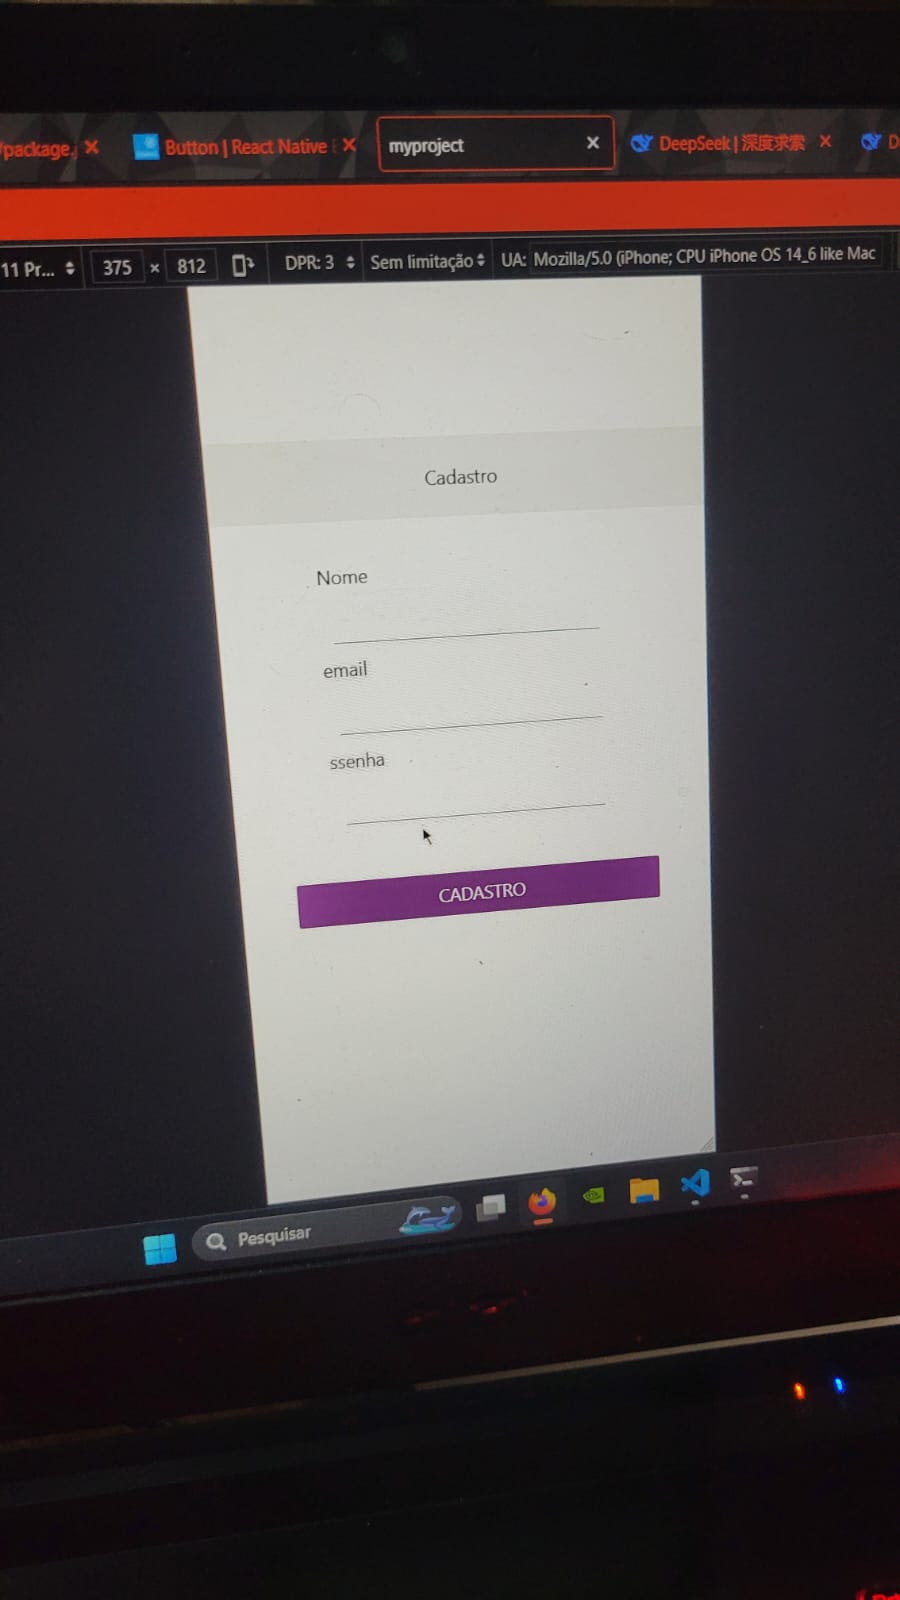 /package.
Button | React Native
myproject
DeepSeek | 深度求索
D
11 Pr...
375 × 812
DPR: 3
Sem limitação
UA: Mozilla/5.0 (iPhone; CPU iPhone OS 14_6 like Mac
Cadastro
Nome
email
ssenha
CADASTRO
Pesquisar